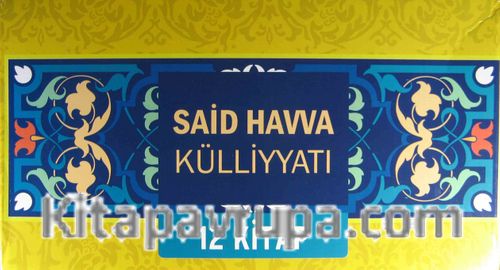 SAİD HAVVA
KÜLLİYYATI
Kitapavrupa.com
12 KİTAP